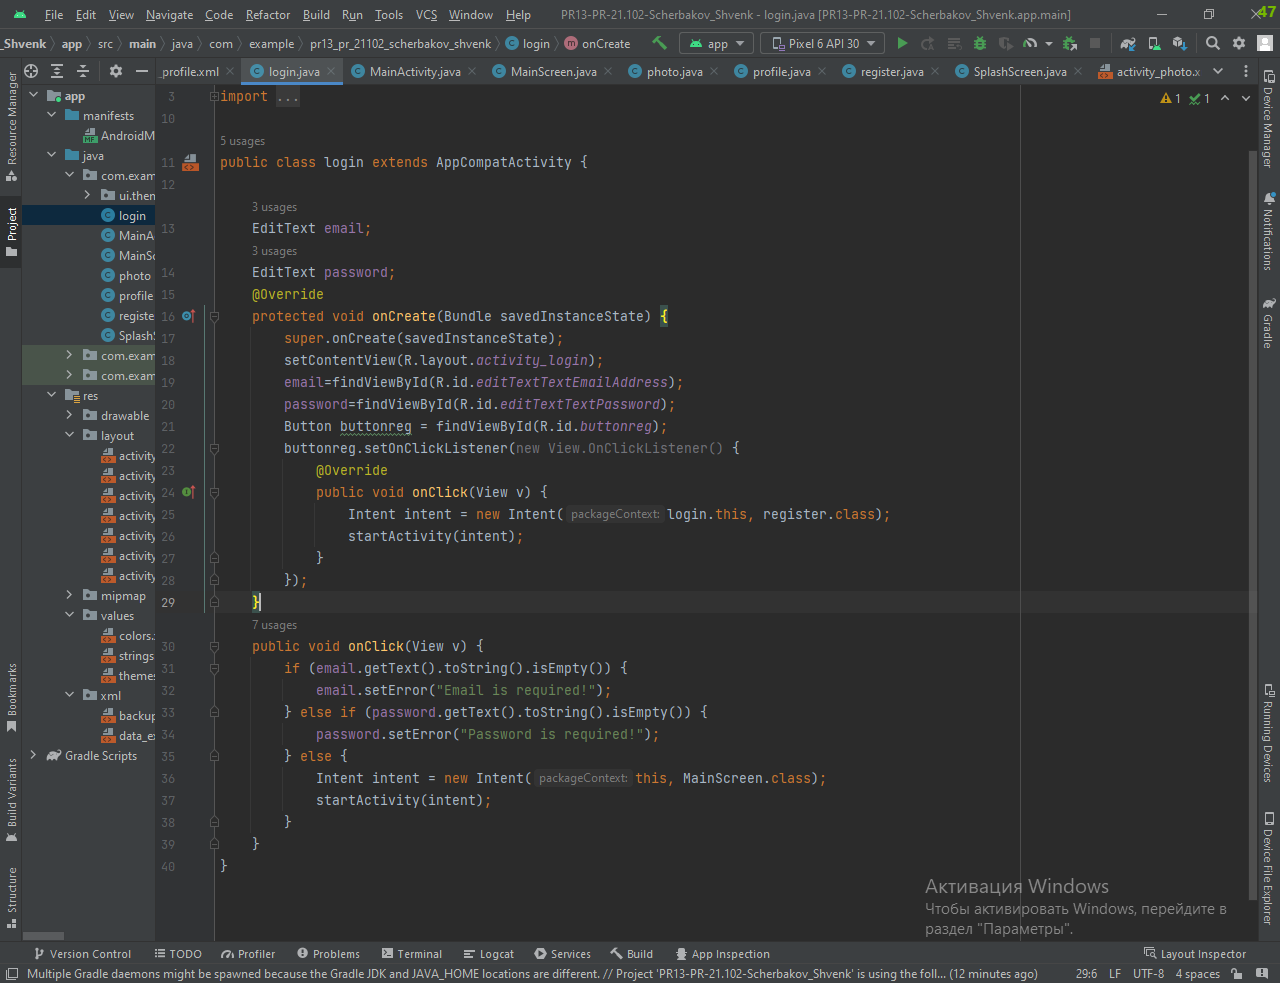 File Edit View Navigate Code Refactor Build Run Tools VCS Window Help PR13-PR-21.102-Scherbakov_Shvenk - login.java [PR13-PR-21.102-Scherbakov_Shvenk.app.main] 47
_Shvenk app src main java com example pr13_pr_21102_scherbakov_shvenk login onCreate app Pixel 6 API 30
_profile.xml login.java MainActivity.java MainScreen.java photo.java profile.java register.java SplashScreen.java activity_photo.x
Resource Manager
Project
Bookmarks
Build Variants
Structure
app
manifests
AndroidM
java
com.exam
ui.then
login
MainA
MainSc
photo
profile
registe
SplashS
com.exam
com.exam
res
drawable
layout
activity
activity
activity
activity
activity
activity
activity
mipmap
values
colors.
strings
themes
xml
backup
data_ex
Gradle Scripts
3 import ...
1 1
10
5 usages
11 public class login extends AppCompatActivity {
12
3 usages
13 EditText email;
3 usages
14 EditText password;
15 @Override
16 protected void onCreate(Bundle savedInstanceState) {
17 super.onCreate(savedInstanceState);
18 setContentView(R.layout.activity_login);
19 email=findViewById(R.id.editTextTextEmailAddress);
20 password=findViewById(R.id.editTextTextPassword);
21 Button buttonreg = findViewById(R.id.buttonreg);
22 buttonreg.setOnClickListener(new View.OnClickListener() {
23 @Override
24 public void onClick(View v) {
25 Intent intent = new Intent( packageContext: login.this, register.class);
26 startActivity(intent);
27 }
28 });
29 }
7 usages
30 public void onClick(View v) {
31 if (email.getText().toString().isEmpty()) {
32 email.setError("Email is required!");
33 } else if (password.getText().toString().isEmpty()) {
34 password.setError("Password is required!");
35 } else {
36 Intent intent = new Intent( packageContext: this, MainScreen.class);
37 startActivity(intent);
38 }
39 }
40 }
Device Manager
Notifications
Gradle
Running Devices
Device File Explorer
Активация Windows
Чтобы активировать Windows, перейдите в
раздел "Параметры".
Version Control TODO Profiler Problems Terminal Logcat Services Build App Inspection Layout Inspector
Multiple Gradle daemons might be spawned because the Gradle JDK and JAVA_HOME locations are different. // Project 'PR13-PR-21.102-Scherbakov_Shvenk' is using the foll... (12 minutes ago) 29:6 LF UTF-8 4 spaces